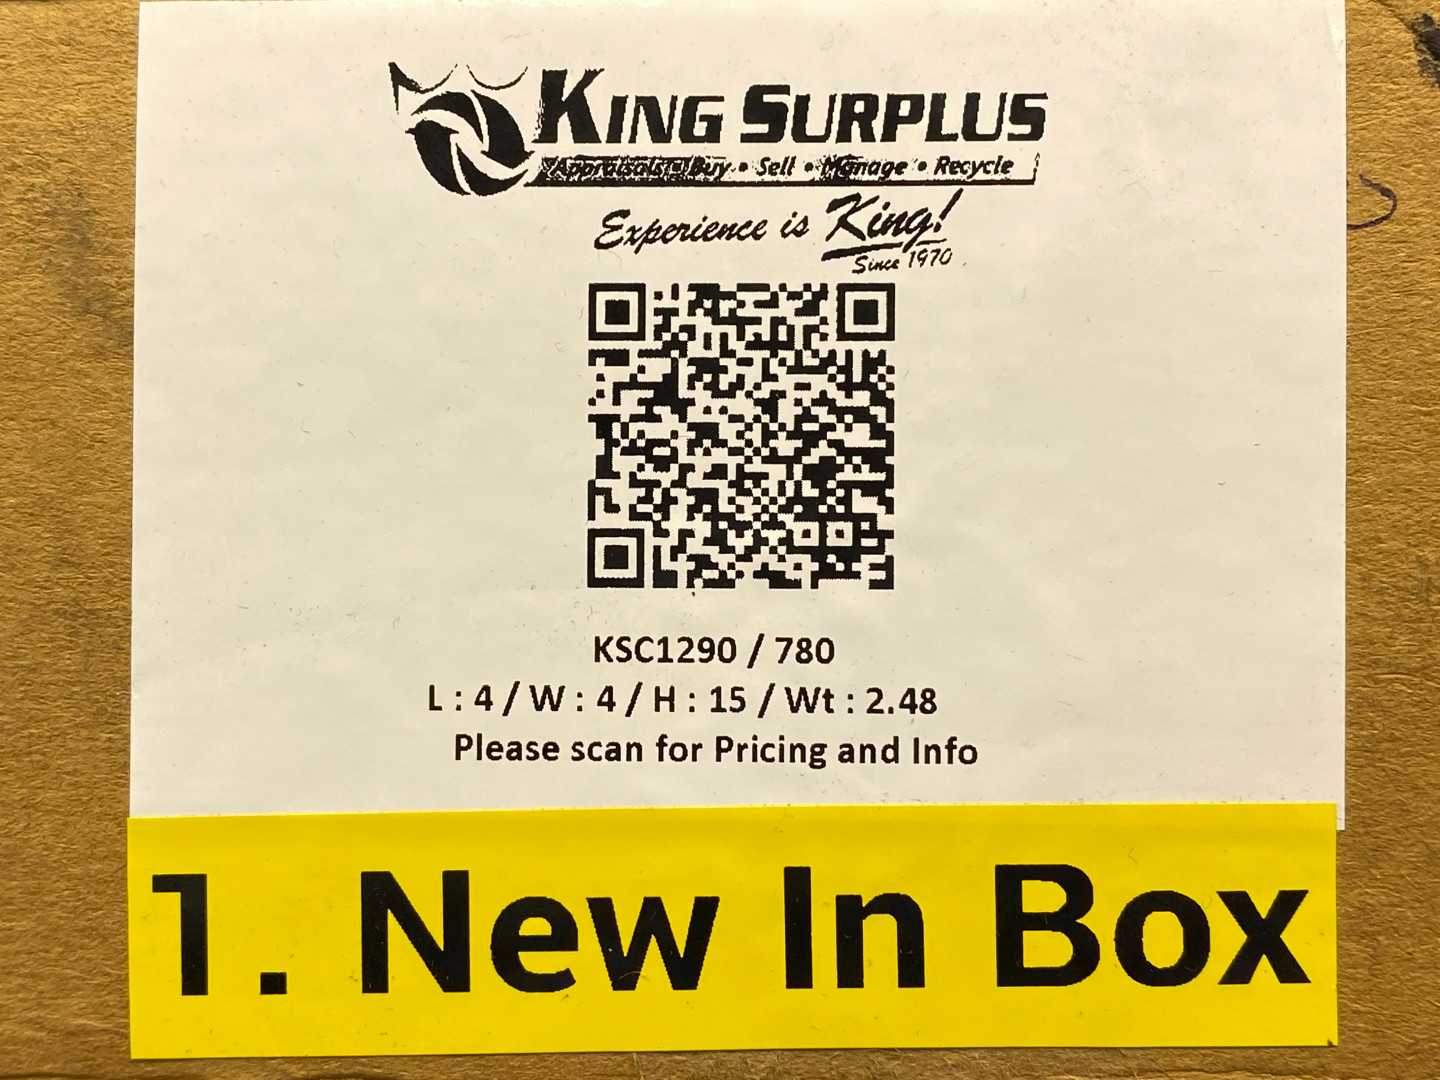 KING SURPLUS
Appraisals • Buy • Sell • Manage • Recycle
Experience is King!
Since 1970
KSC1290 / 780
L : 4 / W : 4 / H : 15 / Wt : 2.48
Please scan for Pricing and Info
1. New In Box